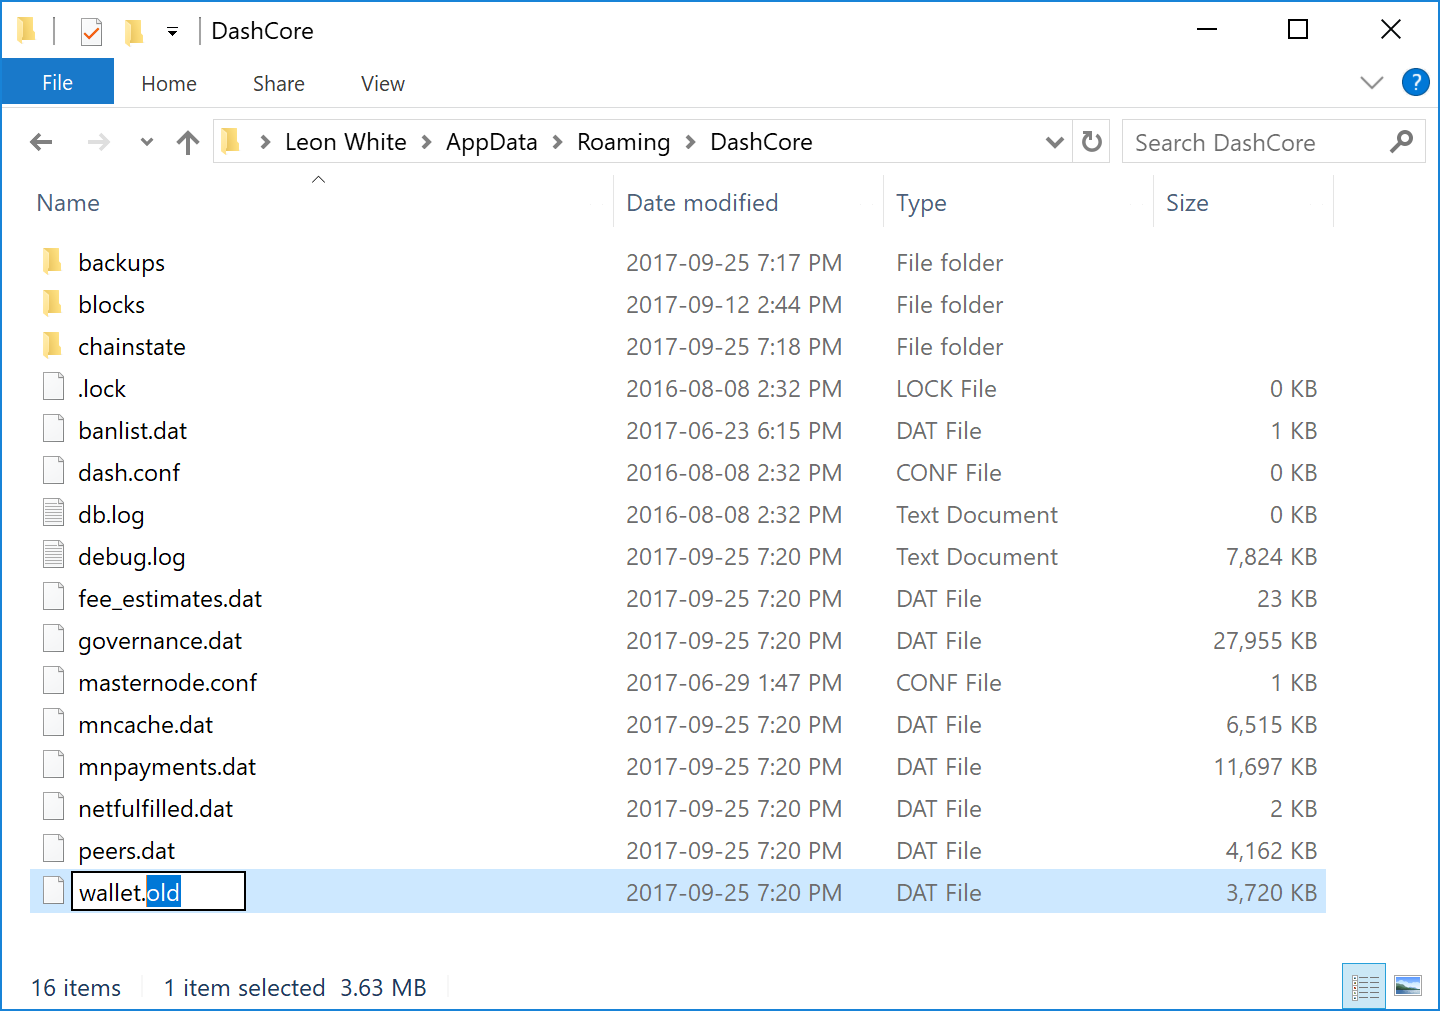 DashCore
File Home Share View ?
Leon White AppData Roaming DashCore Search DashCore
Name Date modified Type Size
backups 2017-09-25 7:17 PM File folder
blocks 2017-09-12 2:44 PM File folder
chainstate 2017-09-25 7:18 PM File folder
.lock 2016-08-08 2:32 PM LOCK File 0 KB
banlist.dat 2017-06-23 6:15 PM DAT File 1 KB
dash.conf 2016-08-08 2:32 PM CONF File 0 KB
db.log 2016-08-08 2:32 PM Text Document 0 KB
debug.log 2017-09-25 7:20 PM Text Document 7,824 KB
fee_estimates.dat 2017-09-25 7:20 PM DAT File 23 KB
governance.dat 2017-09-25 7:20 PM DAT File 27,955 KB
masternode.conf 2017-06-29 1:47 PM CONF File 1 KB
mncache.dat 2017-09-25 7:20 PM DAT File 6,515 KB
mnpayments.dat 2017-09-25 7:20 PM DAT File 11,697 KB
netfulfilled.dat 2017-09-25 7:20 PM DAT File 2 KB
peers.dat 2017-09-25 7:20 PM DAT File 4,162 KB
wallet.old 2017-09-25 7:20 PM DAT File 3,720 KB
16 items 1 item selected 3.63 MB